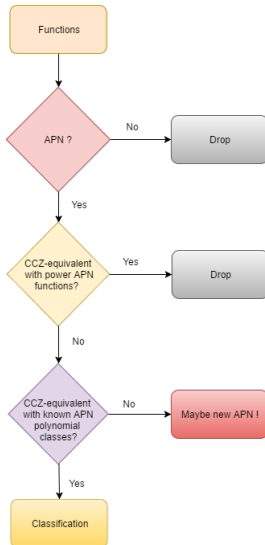 Functions
APN ?
No
Drop
Yes
CCZ-equivalent
with power APN
functions?
Yes
Drop
No
CCZ-equivalent
with known APN
polynomial
classes?
No
Maybe new APN !
Yes
Classification